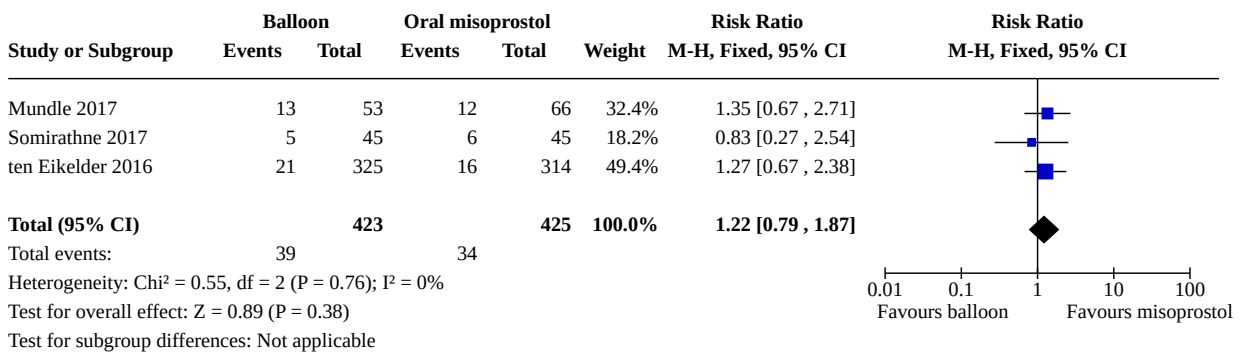 Balloon Oral misoprostol Risk Ratio Risk Ratio
Study or Subgroup Events Total Events Total Weight M-H, Fixed, 95% CI M-H, Fixed, 95% CI
Mundle 2017 13 53 12 66 32.4% 1.35 [0.67 , 2.71]
Somirathne 2017 5 45 6 45 18.2% 0.83 [0.27 , 2.54]
ten Eikelder 2016 21 325 16 314 49.4% 1.27 [0.67 , 2.38]
Total (95% CI) 423 425 100.0% 1.22 [0.79 , 1.87]
Total events: 39 34
Heterogeneity: Chi² = 0.55, df = 2 (P = 0.76); I² = 0%
0.01 0.1 1 10 100
Test for overall effect: Z = 0.89 (P = 0.38)
Favours balloon Favours misoprostol
Test for subgroup differences: Not applicable